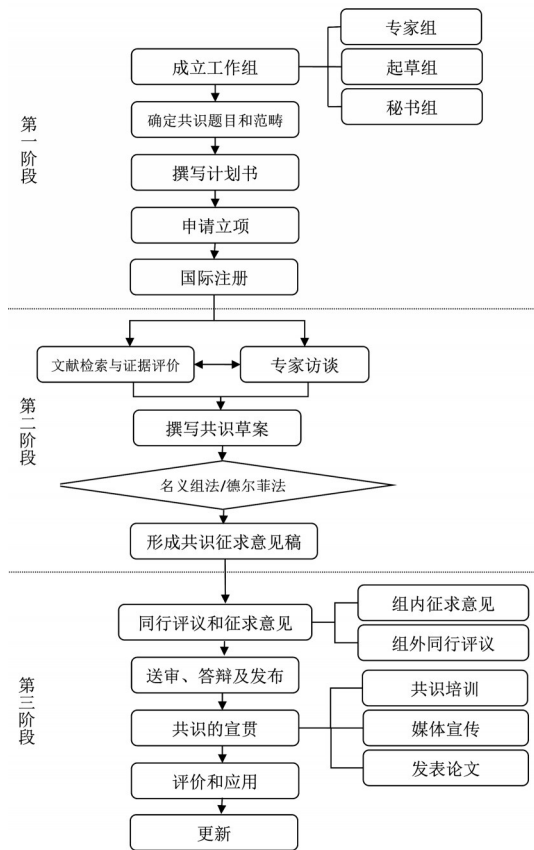 专家组
成立工作组
起草组
秘书组
确定共识题目和范畴
第一阶段
撰写计划书
申请立项
国际注册
文献检索与证据评价
专家访谈
第二阶段
撰写共识草案
名义组法/德尔菲法
形成共识征求意见稿
同行评议和征求意见
组内征求意见
组外同行评议
第三阶段
送审、答辩及发布
共识培训
共识的宣贯
媒体宣传
发表论文
评价和应用
更新